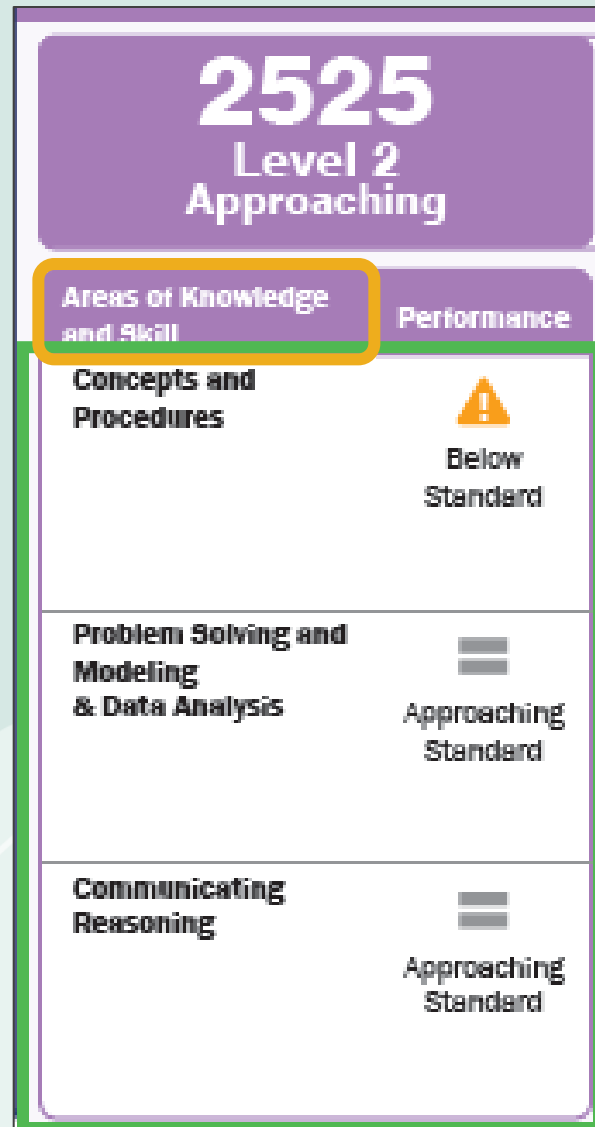 2525
Level 2
Approaching
Areas of Knowledge
and Skill
Performance
Concepts and
Procedures
Below
Standard
Problem Solving and
Modeling
& Data Analysis
Approaching
Standard
Communicating
Reasoning
Approaching
Standard